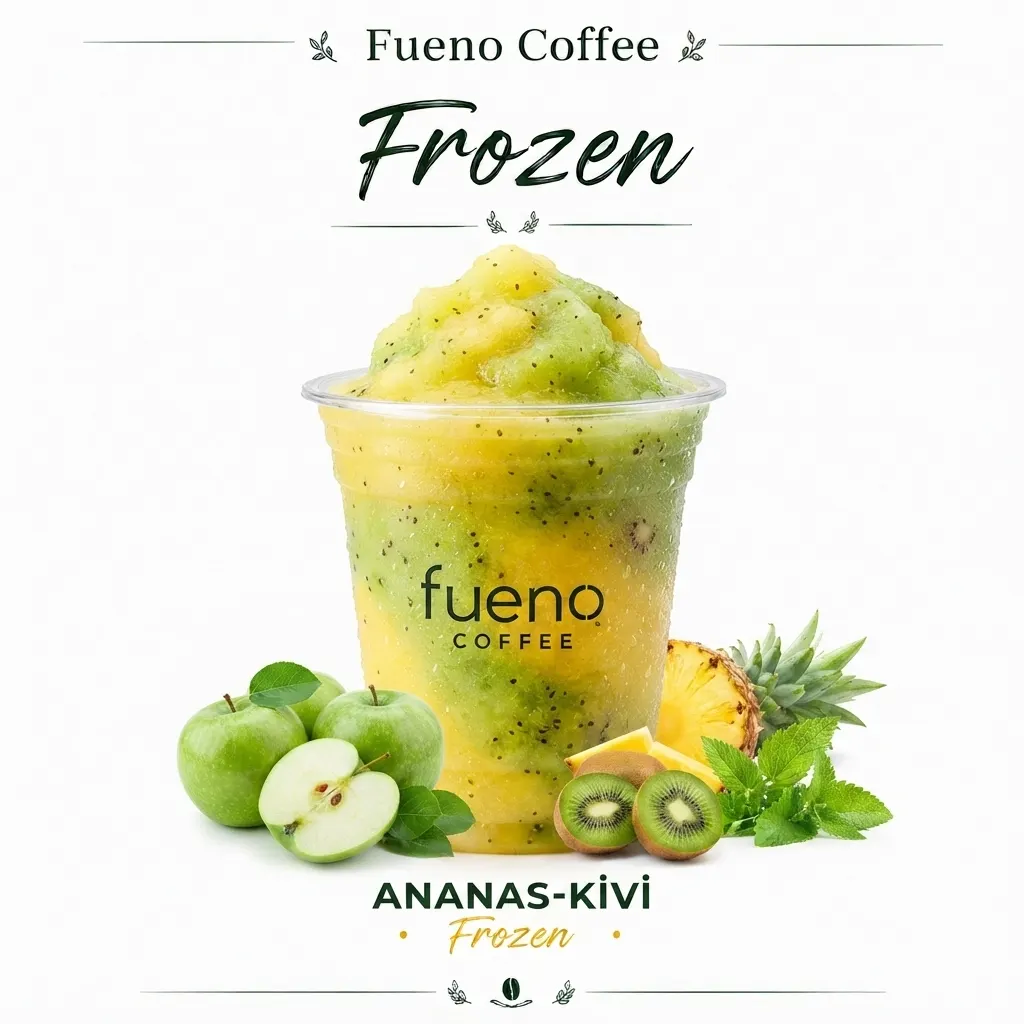 Fueno Coffee
Frozen
fueno
COFFEE
ANANAS-KİVİ
Frozen